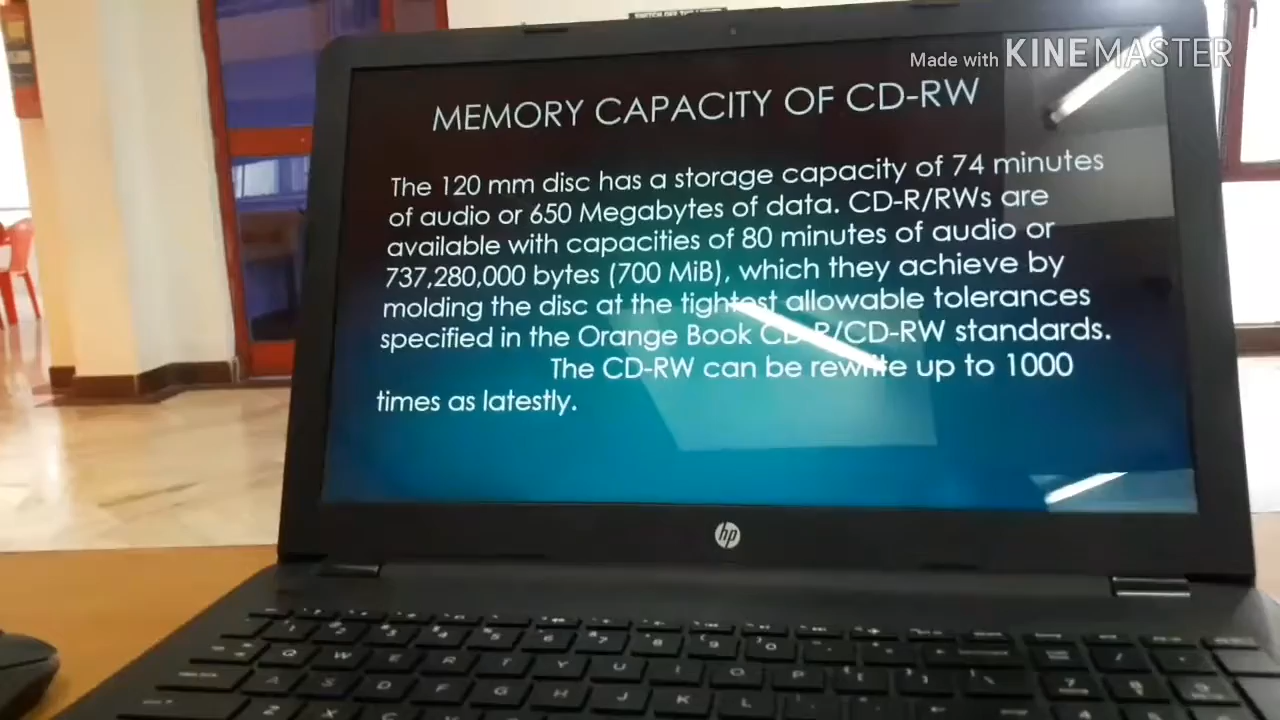 Made with KINEMASTER
MEMORY CAPACITY OF CD-RW
The 120 mm disc has a storage capacity of 74 minutes
of audio or 650 Megabytes of data. CD-R/RWs are
available with capacities of 80 minutes of audio or
737,280,000 bytes (700 MiB), which they achieve by
molding the disc at the tightest allowable tolerances
specified in the Orange Book CD-R/CD-RW standards.
The CD-RW can be rewrite up to 1000
times as latestly.
hp
Q W E R T Y U I O P
A S D F G H J K L
Z X C